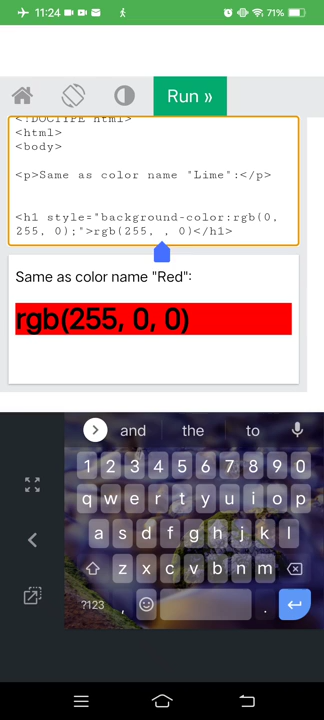 11:24
71%
Run »
<!DOCTYPE html>
<html>
<body>
<p>Same as color name "Lime":</p>
<h1 style="background-color:rgb(0,
255, 0);">rgb(255, , 0)</h1>
Same as color name "Red":
rgb(255, 0, 0)
and the to
1 2 3 4 5 6 7 8 9 0
q w e r t y u i o p
a s d f g h j k l
z x c v b n m
?123 , .